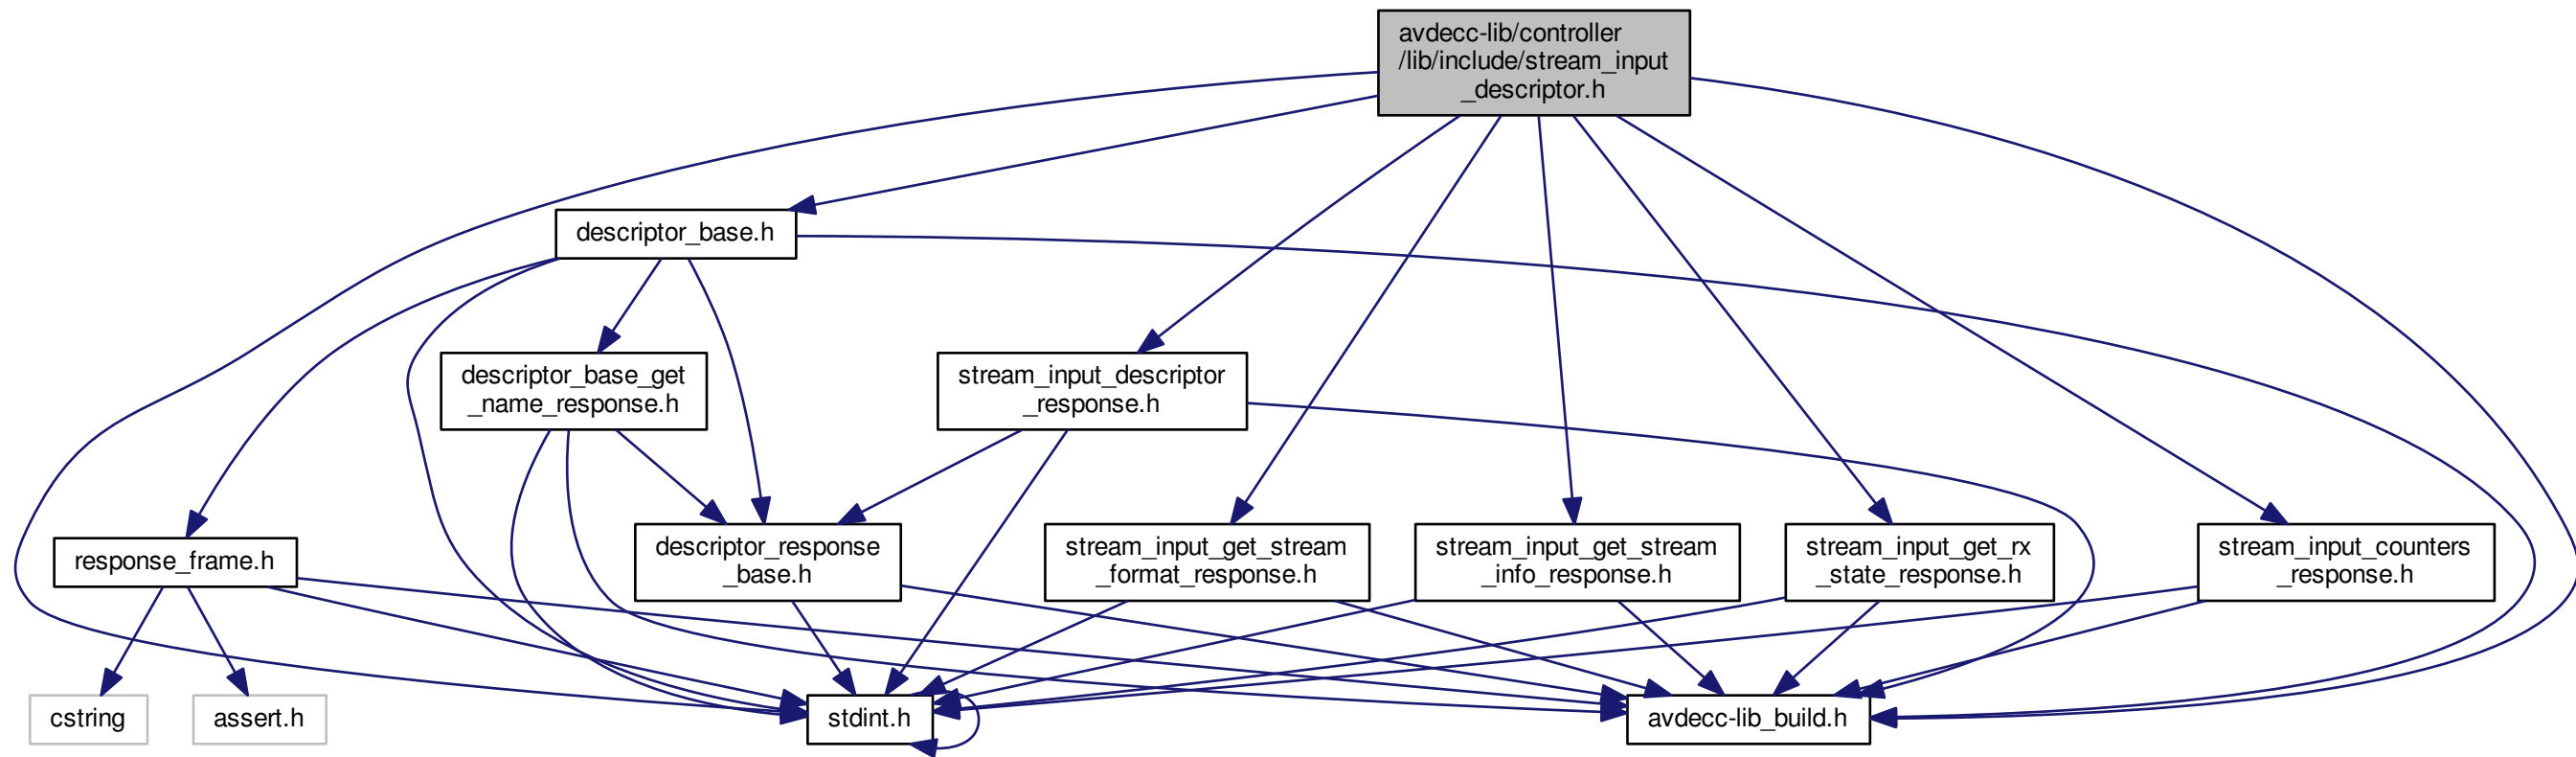 avdecc-lib/controller
/lib/include/stream_input
_descriptor.h
descriptor_base.h
descriptor_base_get
_name_response.h
stream_input_descriptor
_response.h
response_frame.h
descriptor_response
_base.h
stream_input_get_stream
_format_response.h
stream_input_get_stream
_info_response.h
stream_input_get_rx
_state_response.h
stream_input_counters
_response.h
cstring
assert.h
stdint.h
avdecc-lib_build.h